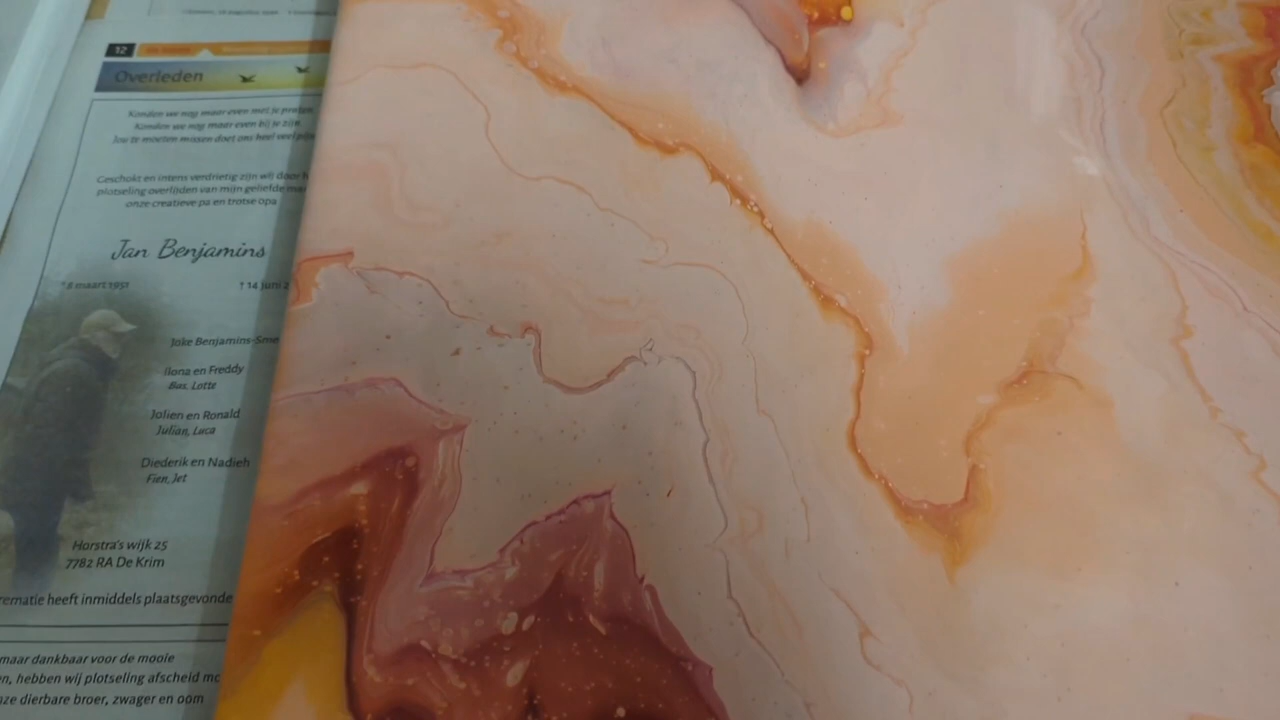 12
Overleden
Konden we nog maar even met je praten,
Konden we nog maar even bij je zijn.
Jou te moeten missen doet ons heel veel
Geschokt en intens verdrietig zijn wij door
plotseling overlijden van mijn geliefde
onze creatieve pa en trotse opa
Jan Benjamins
* 8 maart 1951
† 14 juni
Joke Benjamins-
Ilona en Freddy
Bas, Lotte
Jolien en Ronald
Julian, Luca
Diederik en Nadieh
Fien, Jet
Horstra's wijk 25
7782 RA De Krim
rematie heeft inmiddels plaatsgevonde
maar dankbaar voor de mooie
en, hebben wij plotseling afscheid
nze dierbare broer, zwager en oom